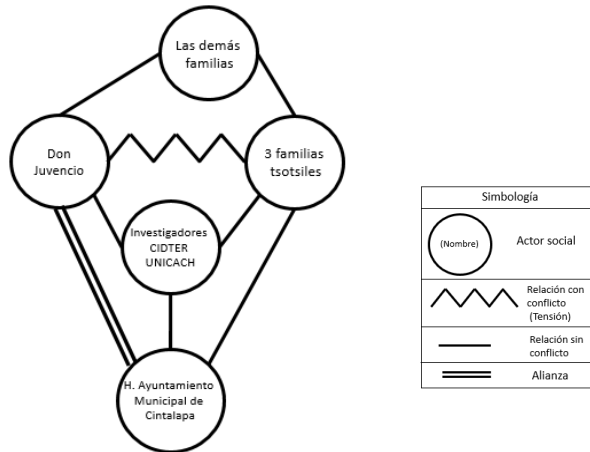 Las demás
familias
Don
Juvencio
3 familias
tsotsiles
Investigadores
CIDTER
UNICACH
H. Ayuntamiento
Municipal de
Cintalapa
Simbología
(Nombre)
Actor social
Relación con
conflicto
(Tensión)
Relación sin
conflicto
Alianza